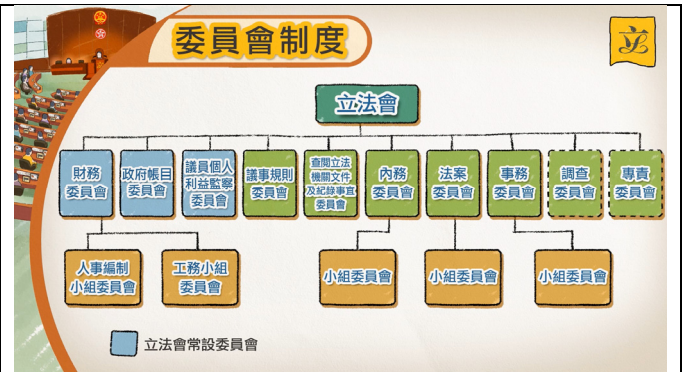 委員會制度
立
立法會
財務
委員會
政府帳目
委員會
議員個人
利益監察
委員會
議事規則
委員會
查閱立法
機關文件
及紀錄事宜
委員會
內務
委員會
法案
委員會
事務
委員會
調查
委員會
專責
委員會
人事編制
小組委員會
工務小組
委員會
小組委員會
小組委員會
小組委員會
立法會常設委員會